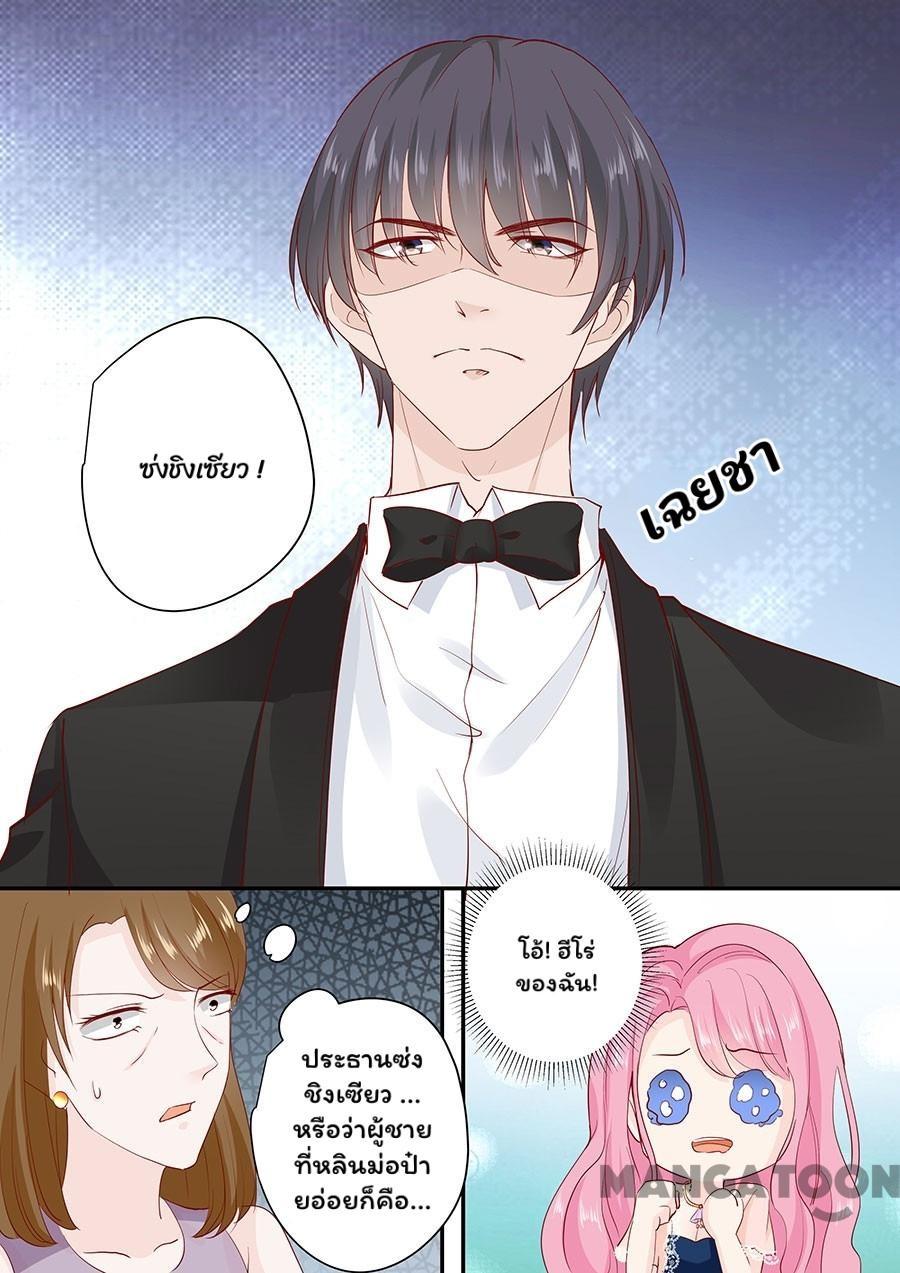 ซ่งชิงเซียว !
เฉยชา
ประธานซ่ง
ชิงเซียว ...
หรือว่าผู้ชาย
ที่หลินม่อป๋า
ยอ่อยก็คือ...
โอ้! ฮีโร่
ของฉัน!
MANGATOON